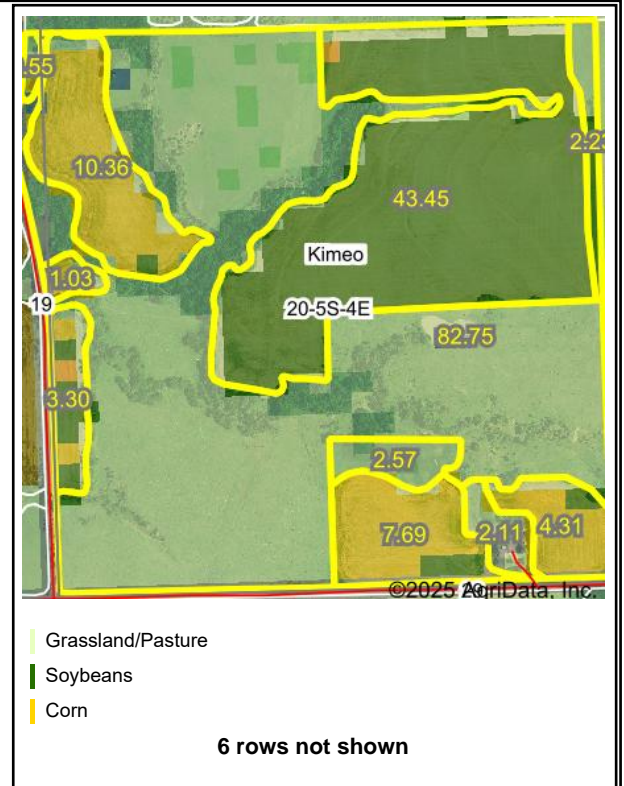 .55
10.36
2.23
43.45
Kimeo
1.03
19
20-5S-4E
82.75
3.30
2.57
7.69
2.11
4.31
©2025 AgriData, Inc.
Grassland/Pasture
Soybeans
Corn
6 rows not shown